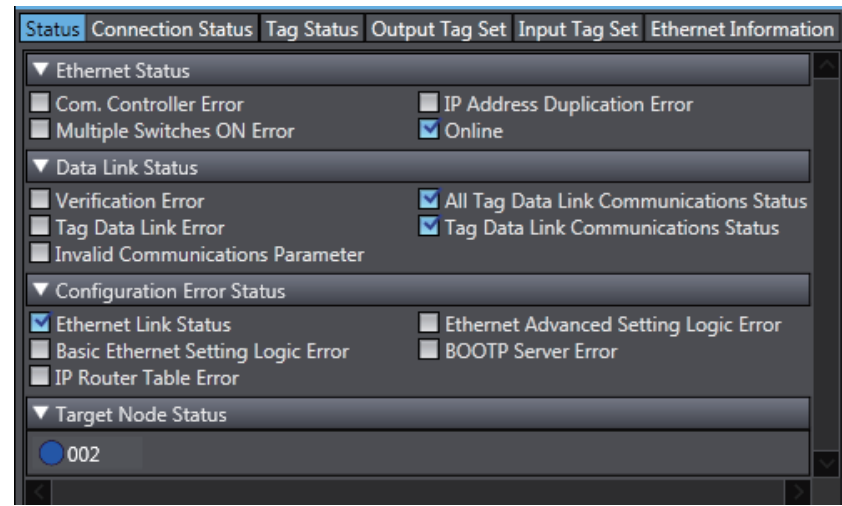 Status Connection Status Tag Status Output Tag Set Input Tag Set Ethernet Information
Ethernet Status
Com. Controller Error IP Address Duplication Error
Multiple Switches ON Error Online
Data Link Status
Verification Error All Tag Data Link Communications Status
Tag Data Link Error Tag Data Link Communications Status
Invalid Communications Parameter
Configuration Error Status
Ethernet Link Status Ethernet Advanced Setting Logic Error
Basic Ethernet Setting Logic Error BOOTP Server Error
IP Router Table Error
Target Node Status
002